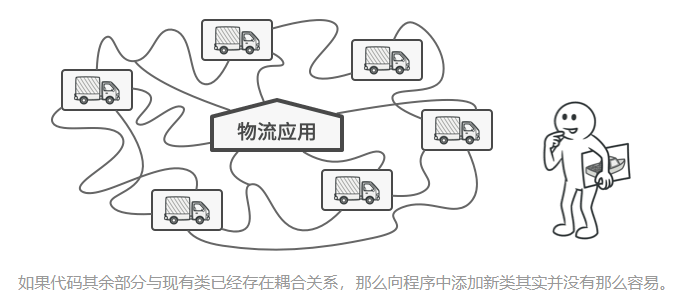 物流应用
如果代码其余部分与现有类已经存在耦合关系，那么向程序中添加新类其实并没有那么容易。